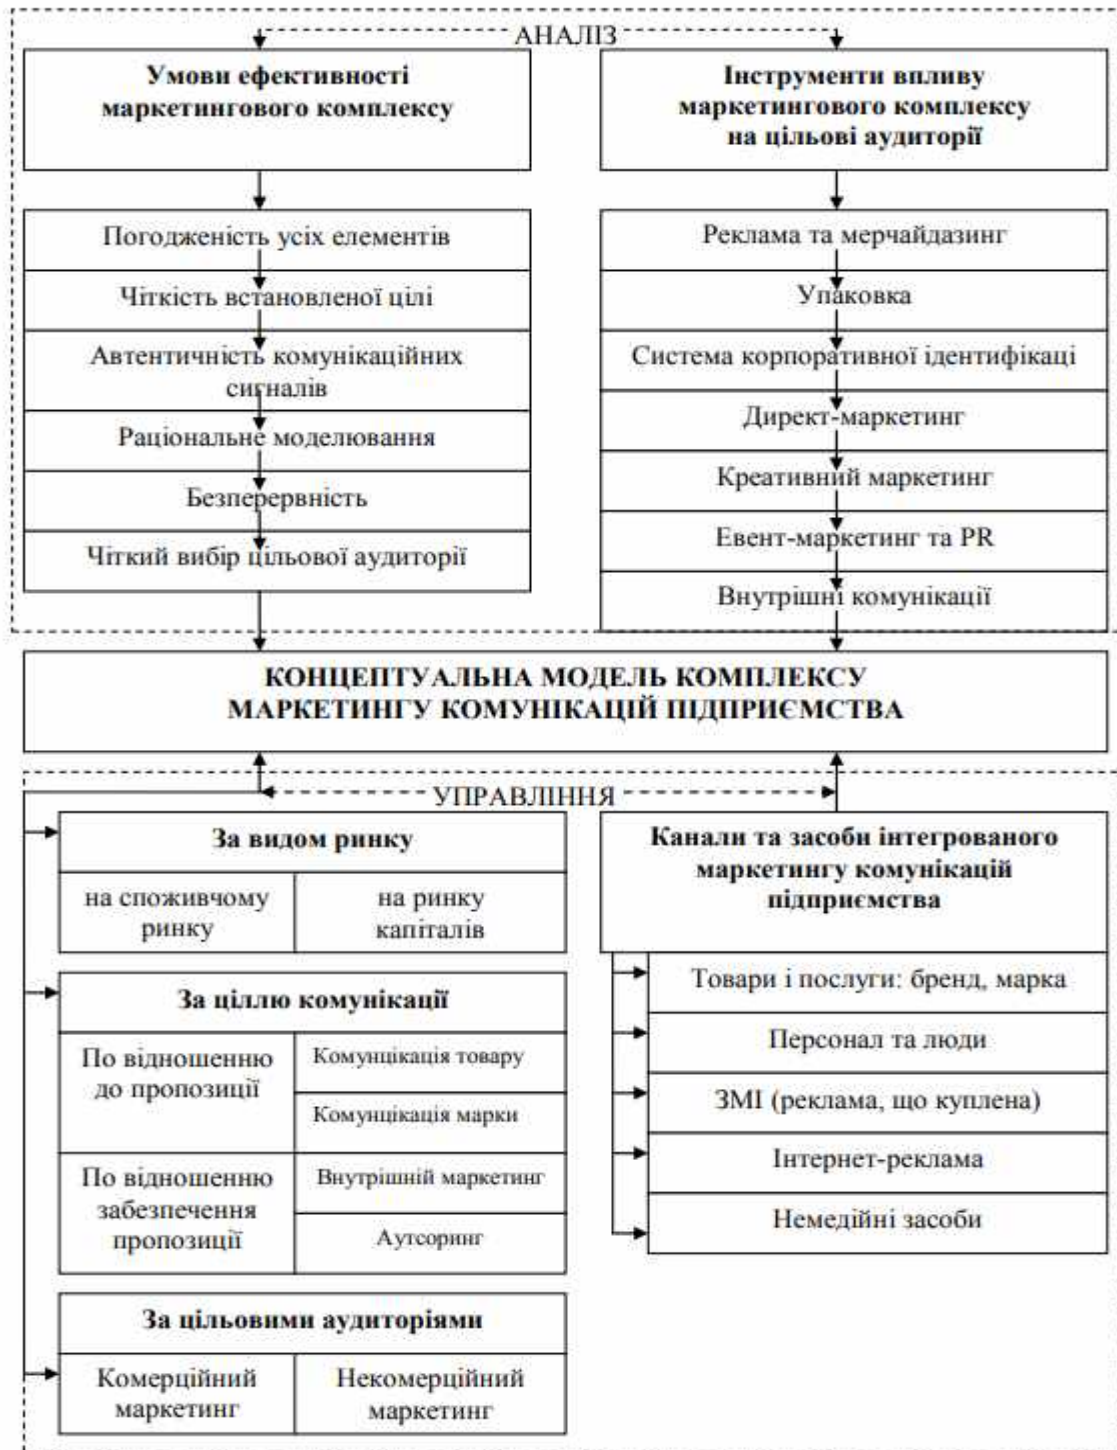 АНАЛІЗ
Умови ефективності
маркетингового комплексу
Інструменти впливу
маркетингового комплексу
на цільові аудиторії
Погодженість усіх елементів
Чіткість встановленої цілі
Автентичність комунікаційних
сигналів
Раціональне моделювання
Безперервність
Чіткий вибір цільової аудиторії
Реклама та мерчайдазинг
Упаковка
Система корпоративної ідентифікаці
Директ-маркетинг
Креативний маркетинг
Евент-маркетинг та PR
Внутрішні комунікації
КОНЦЕПТУАЛЬНА МОДЕЛЬ КОМПЛЕКСУ
МАРКЕТИНГУ КОМУНІКАЦІЙ ПІДПРИЄМСТВА
УПРАВЛІННЯ
За видом ринку
на споживчому
ринку
на ринку
капіталів
За ціллю комунікації
По відношенню
до пропозиції
Комунцікація товару
Комунцікація марки
По відношенню
забезпечення
пропозиції
Внутрішній маркетинг
Аутсоринг
За цільовими аудиторіями
Комерційний
маркетинг
Некомерційний
маркетинг
Канали та засоби інтегрованого
маркетингу комунікацій
підприємства
Товари і послуги: бренд, марка
Персонал та люди
ЗМІ (реклама, що куплена)
Інтернет-реклама
Немедійні засоби